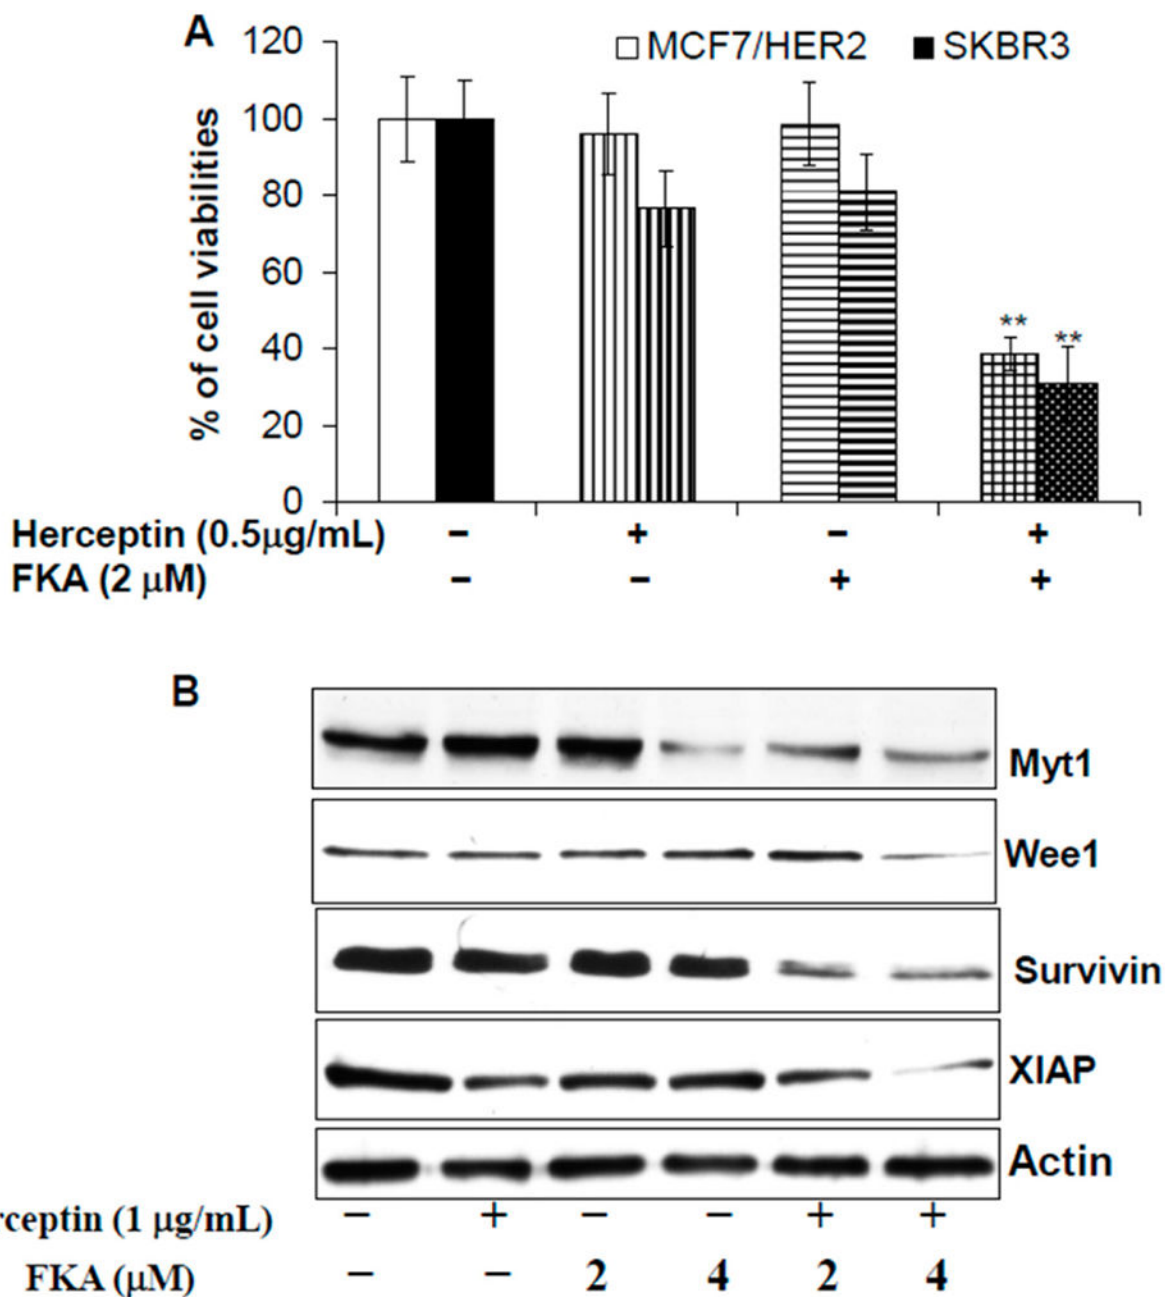 A
120
□ MCF7/HER2 ■ SKBR3
100
80
60
40
20
0
% of cell viabilities
** **
Herceptin (0.5μg/mL) − + − +
FKA (2 μM) − − + +
B
Myt1
Wee1
Survivin
XIAP
Actin
rceptin (1 μg/mL) − + − − + +
FKA (μM) − − 2 4 2 4